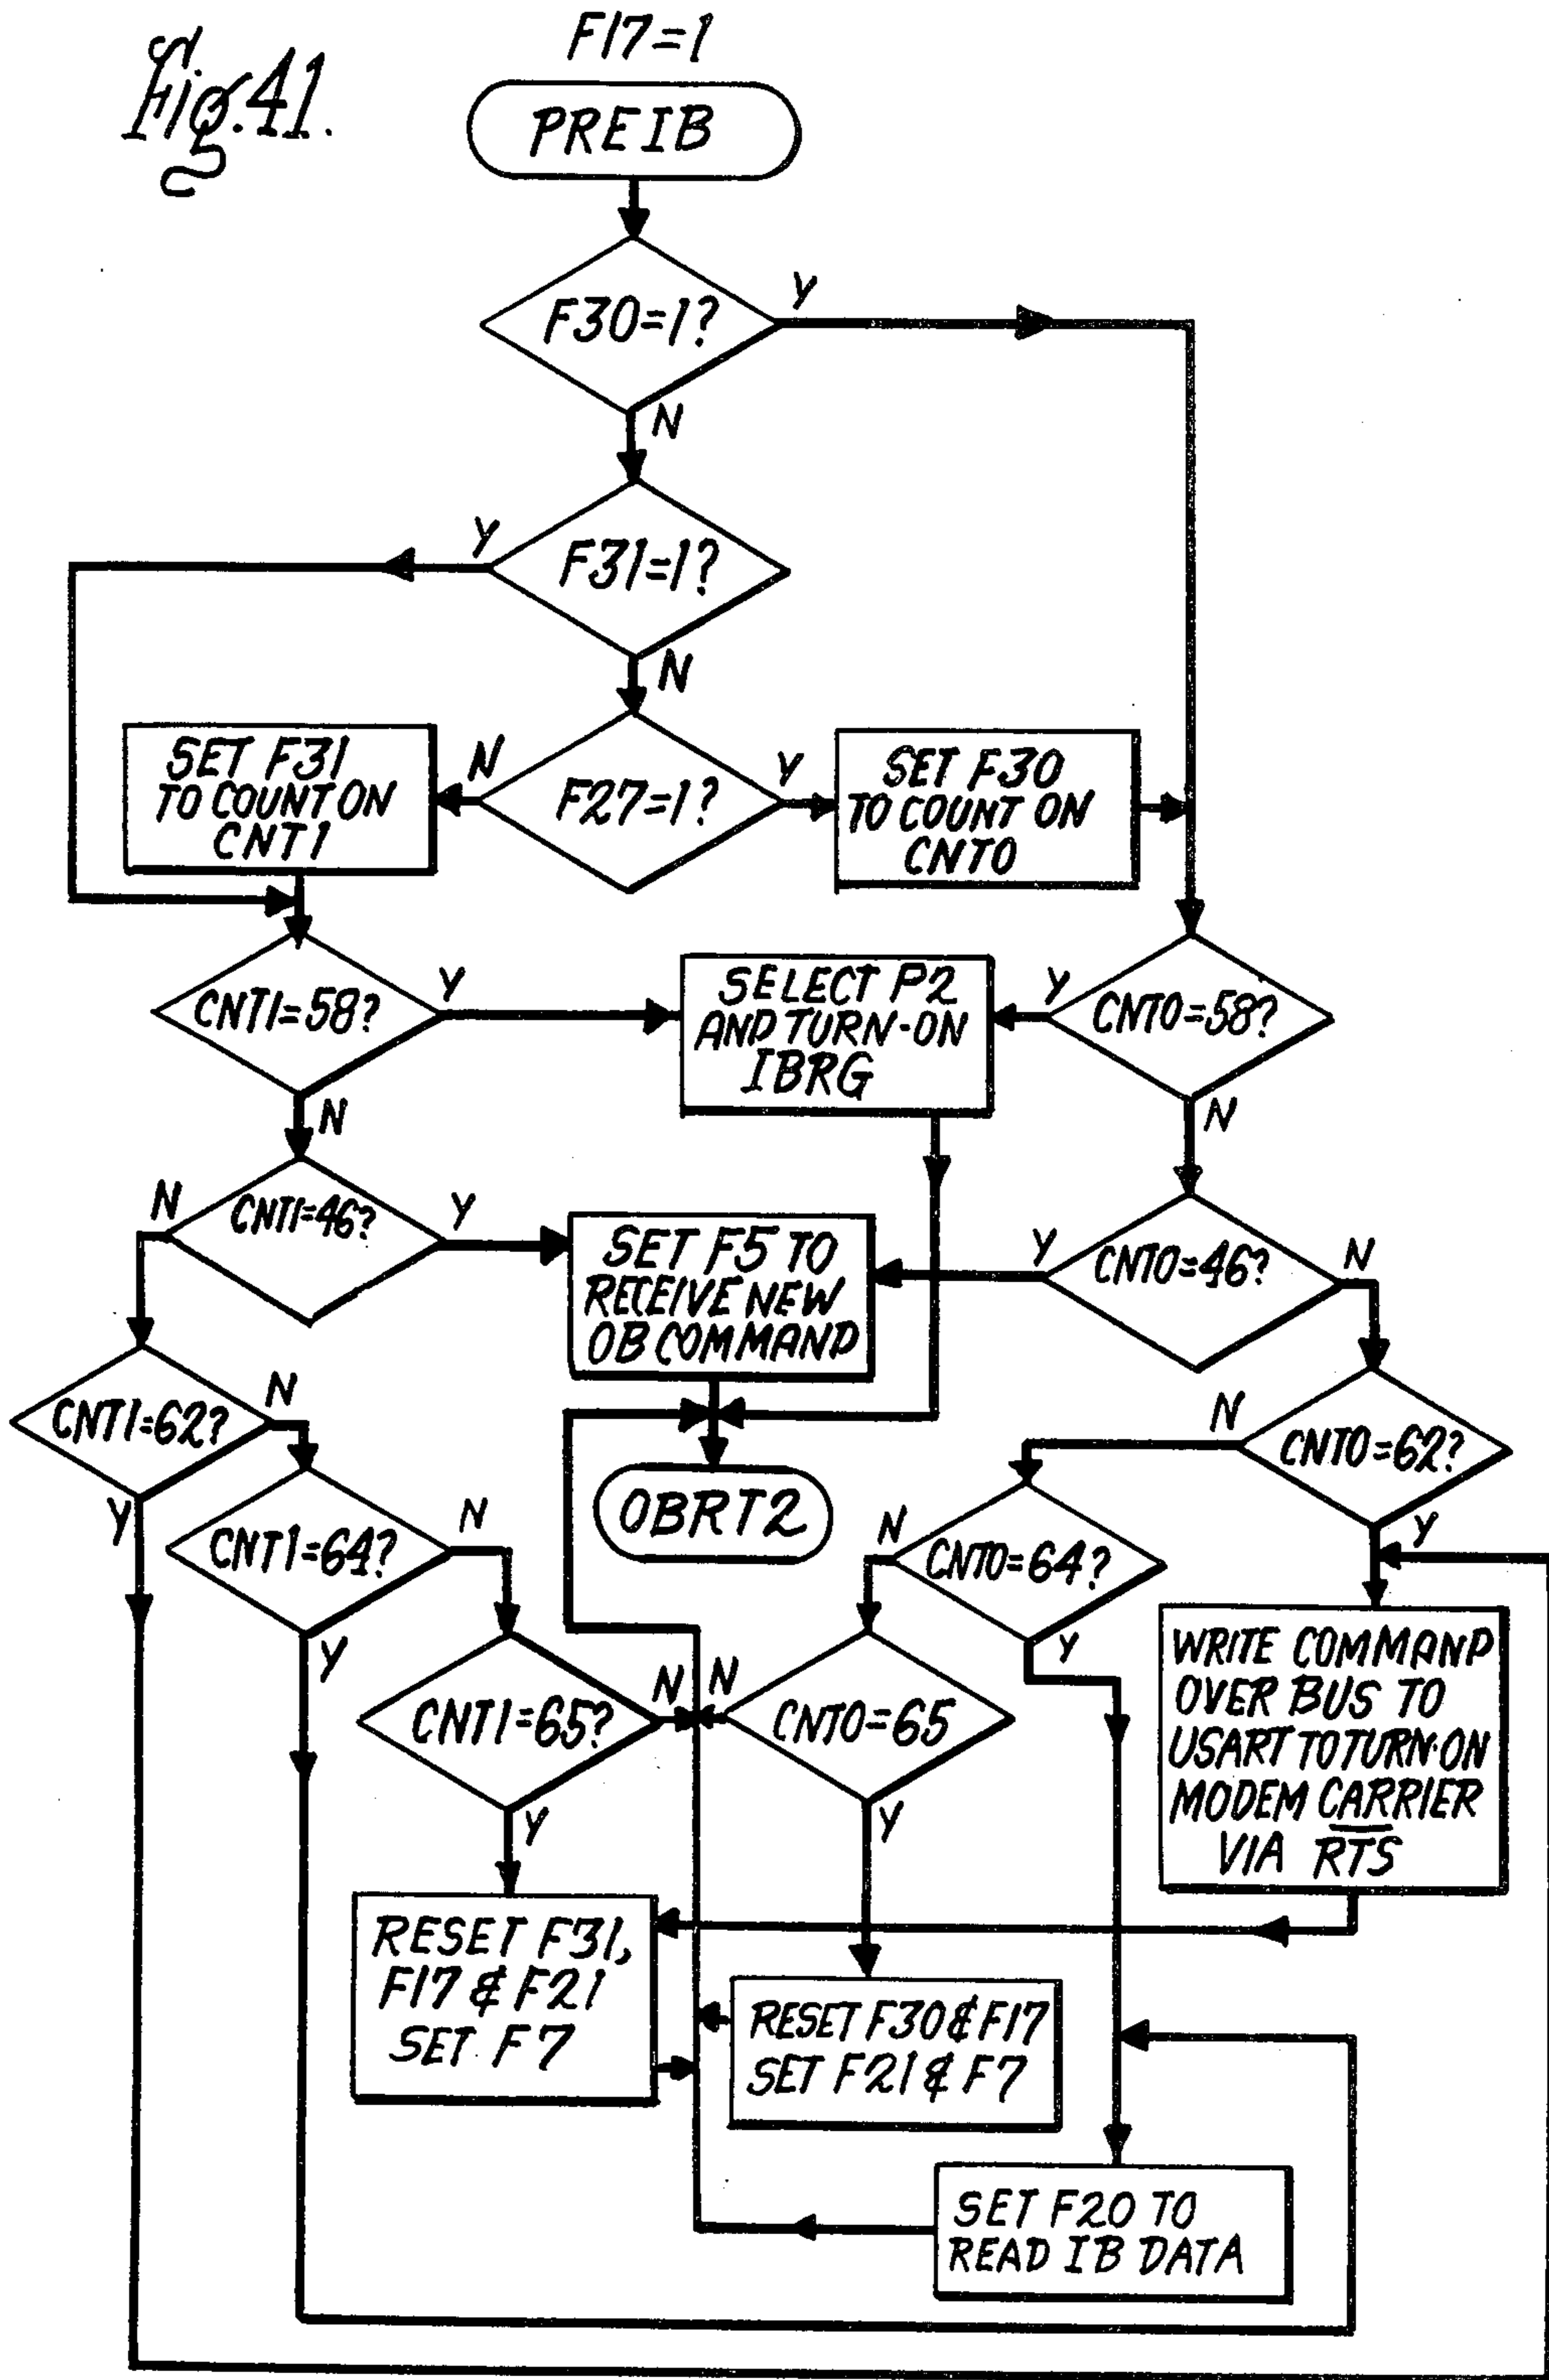 Fig. 41.
F17=1
PREIB
F30=1?
Y
N
F31=1?
Y
N
SET F31
TO COUNT ON
CNT1
N
F27=1?
Y
SET F30
TO COUNT ON
CNT0
CNT1=58?
Y
N
SELECT P2
AND TURN-ON
IBRG
Y
CNT0=58?
N
N
CNT1=46?
Y
SET F5 TO
RECEIVE NEW
OB COMMAND
Y
CNT0=46?
N
CNT1=62?
N
Y
OBRT2
N
CNT0=62?
Y
CNT1=64?
N
Y
N
CNT0=64?
Y
CNT1=65?
N
Y
N
CNT0=65
Y
WRITE COMMAND
OVER BUS TO
USART TO TURN-ON
MODEM CARRIER
VIA RTS
RESET F31,
F17 & F21
SET F7
RESET F30 & F17
SET F21 & F7
SET F20 TO
READ IB DATA